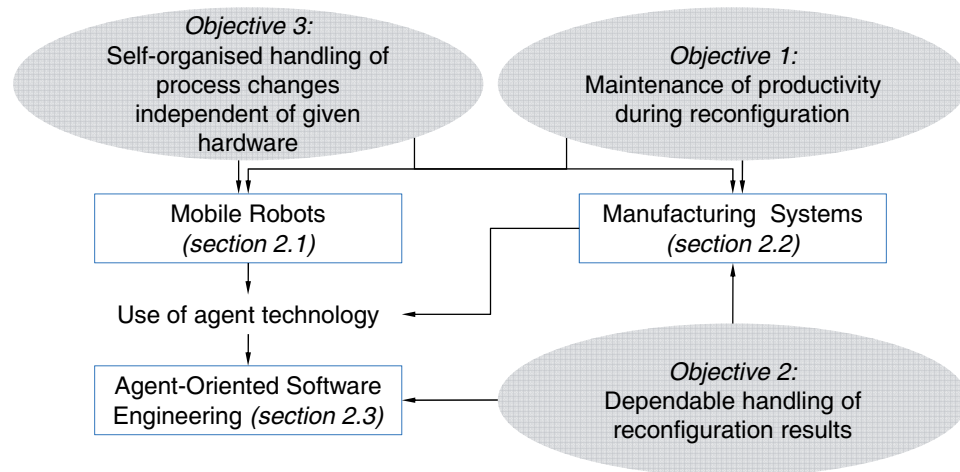 Objective 3:
Self-organised handling of
process changes
independent of given
hardware
Objective 1:
Maintenance of productivity
during reconfiguration
Mobile Robots
(section 2.1)
Manufacturing Systems
(section 2.2)
Use of agent technology
Agent-Oriented Software
Engineering (section 2.3)
Objective 2:
Dependable handling of
reconfiguration results